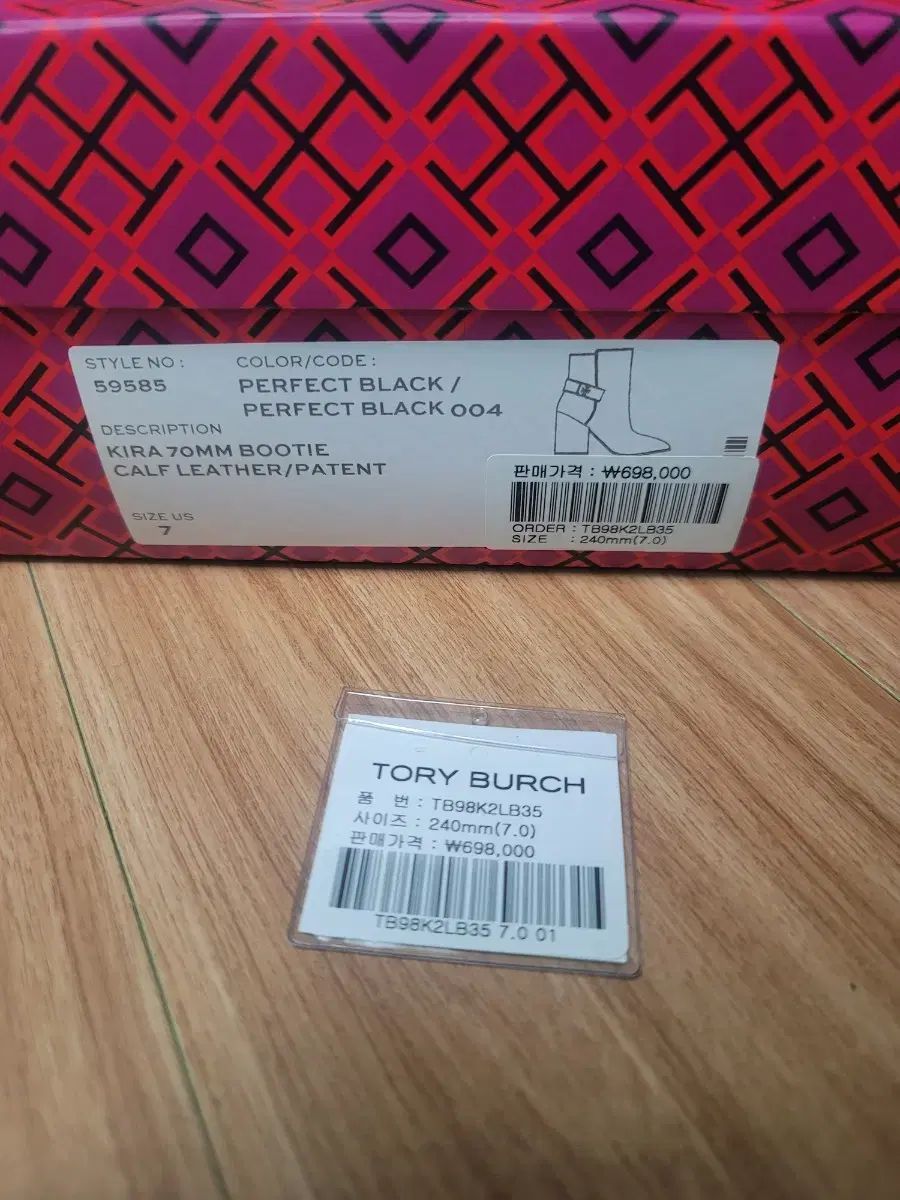 STYLE NO :
59585
COLOR/CODE :
PERFECT BLACK /
PERFECT BLACK 004
DESCRIPTION
KIRA 70MM BOOTIE
CALF LEATHER/PATENT
SIZE US
7
판매가격 : ₩698,000
ORDER : TB98K2LB35
SIZE : 240mm(7.0)
TORY BURCH
품 번 : TB98K2LB35
사이즈 : 240mm(7.0)
판매가격 : ₩698,000
TB98K2LB35 7.0 01